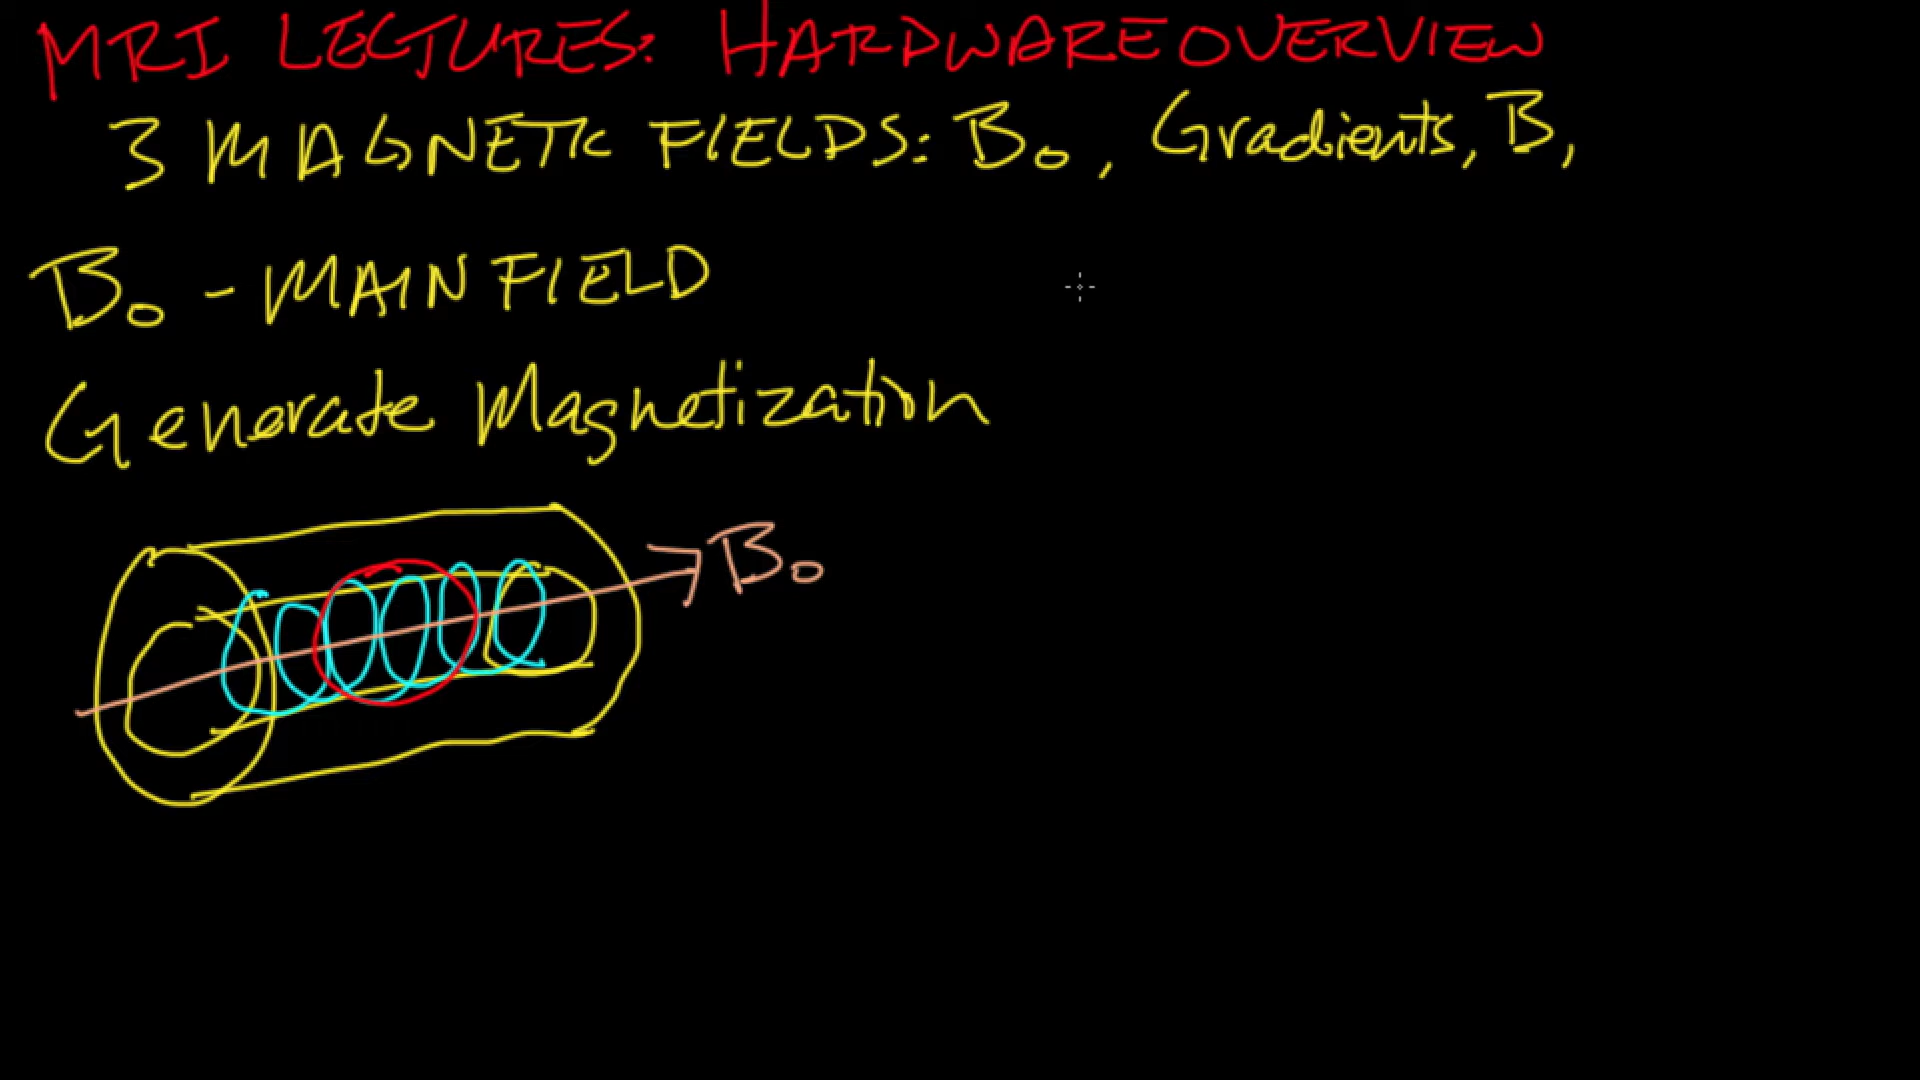 MRI LECTURES: HARDWARE OVERVIEW
3 MAGNETIC FIELDS: B₀, Gradients, B₁
B₀ - MAIN FIELD
Generate Magnetization
B₀